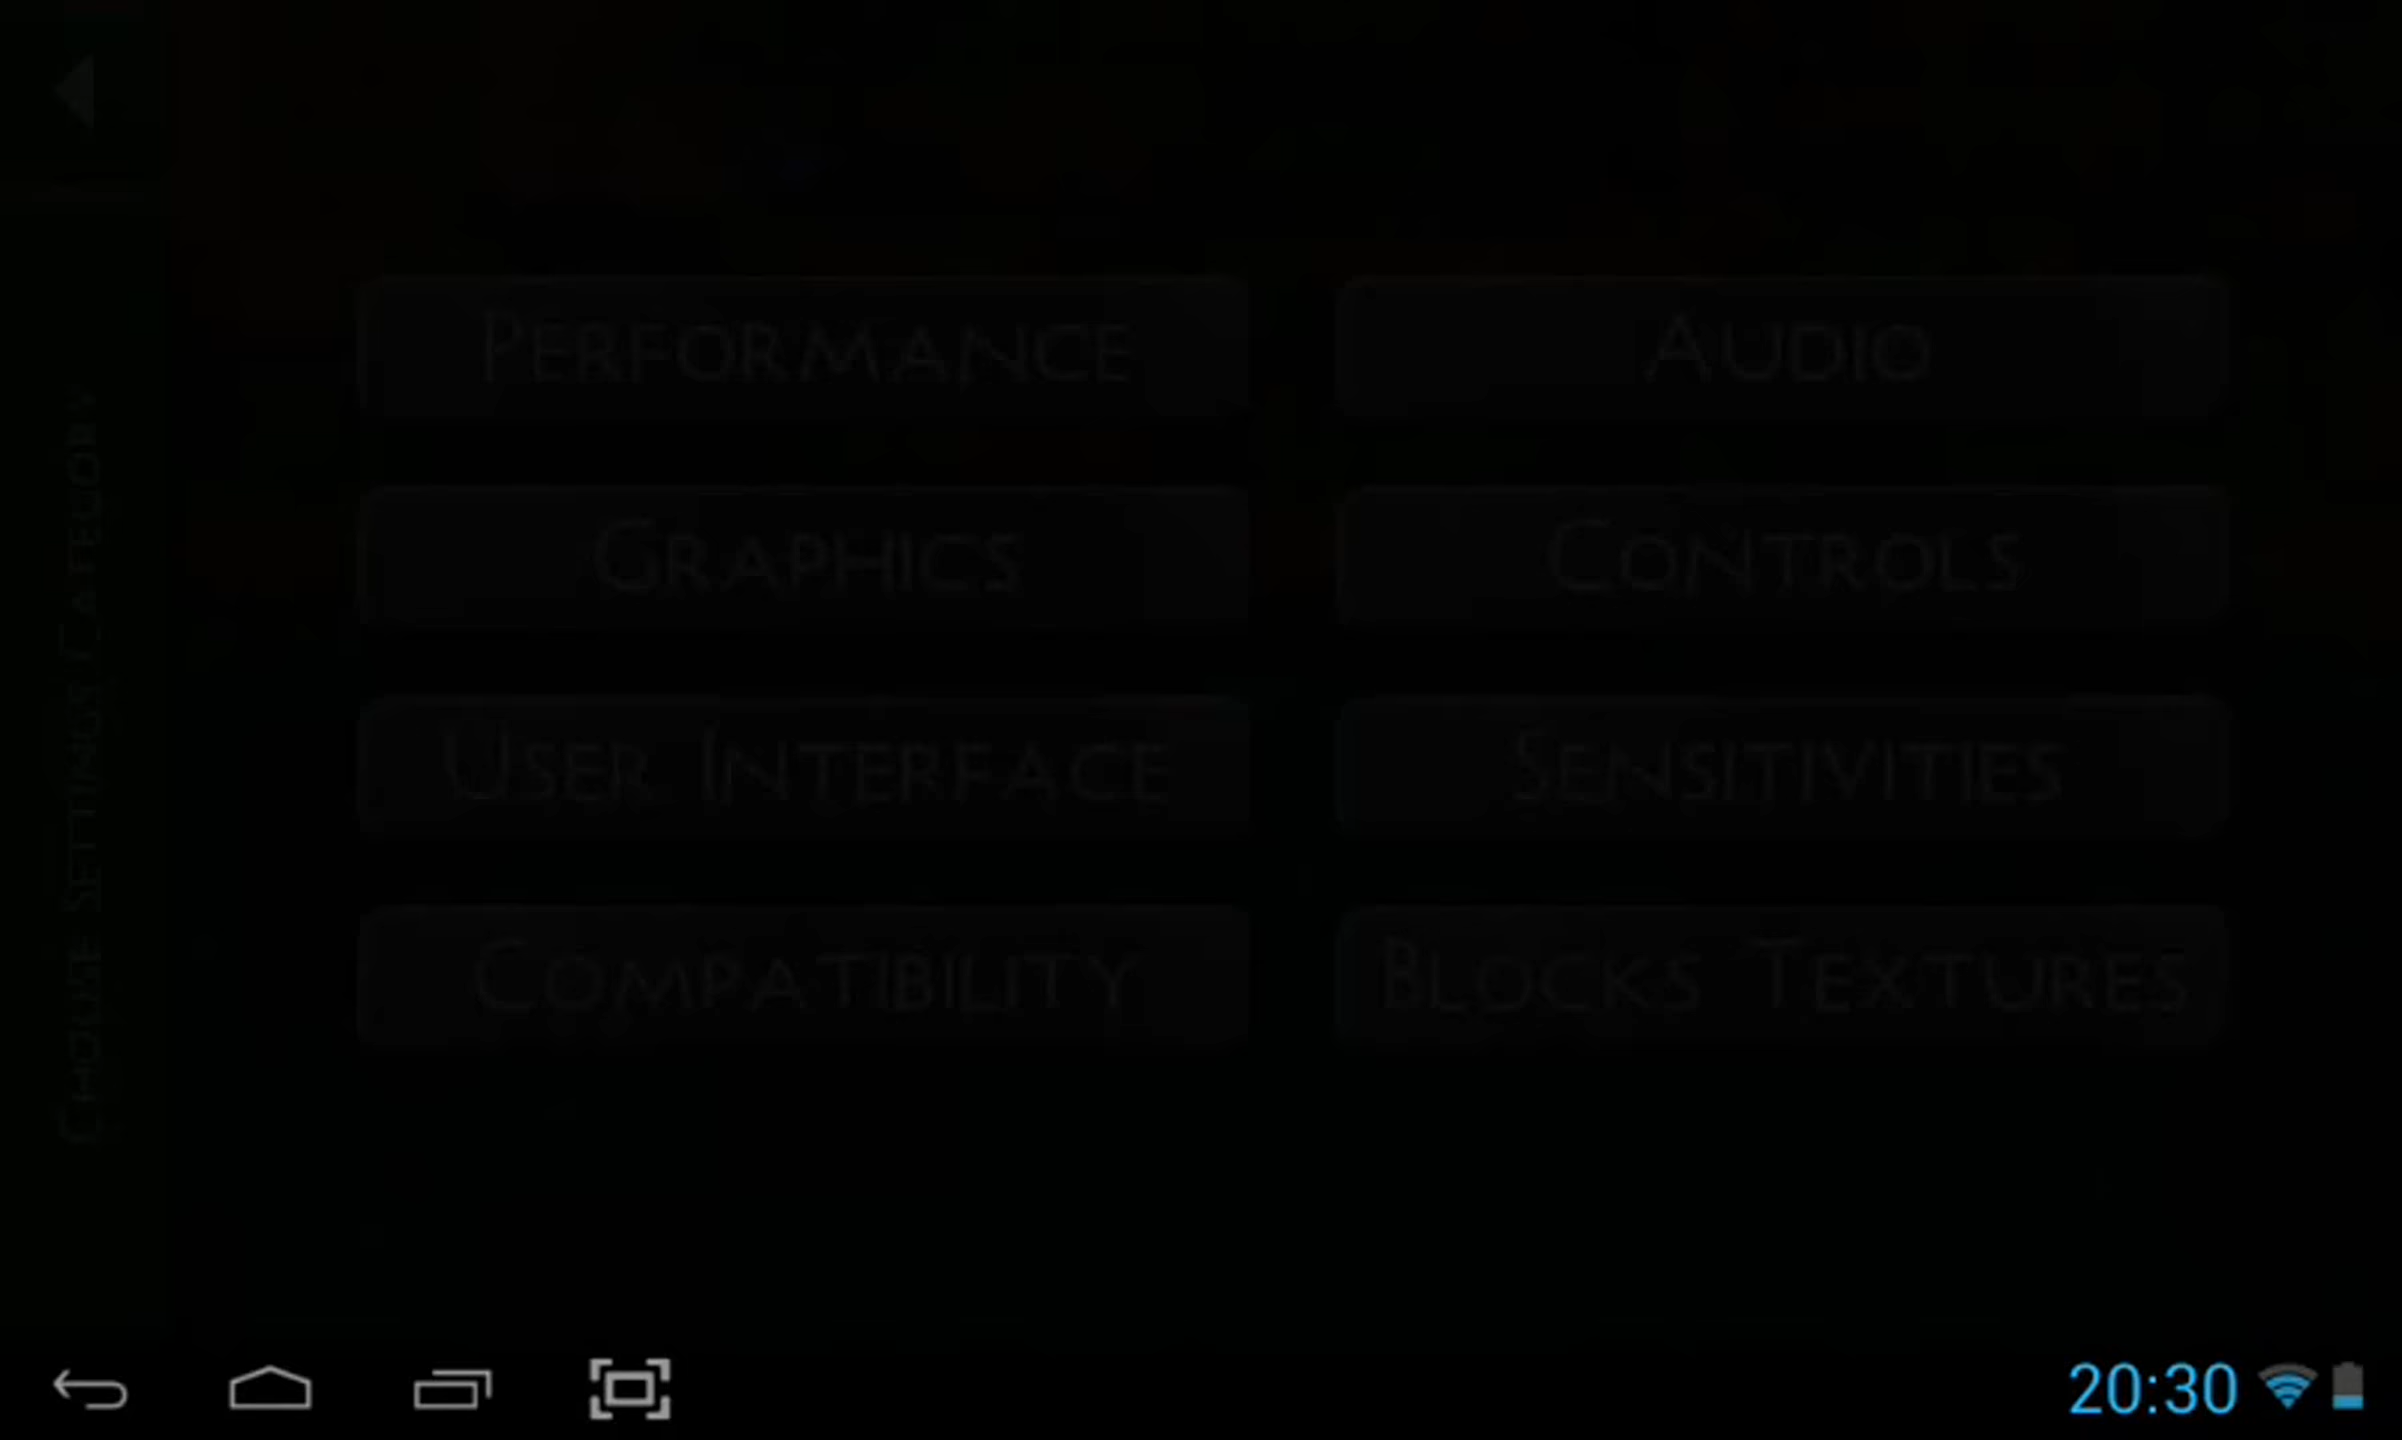 Choose Settings Category
Performance
Audio
Graphics
Controls
User Interface
Sensitivities
Compatibility
Blocks Textures
20:30